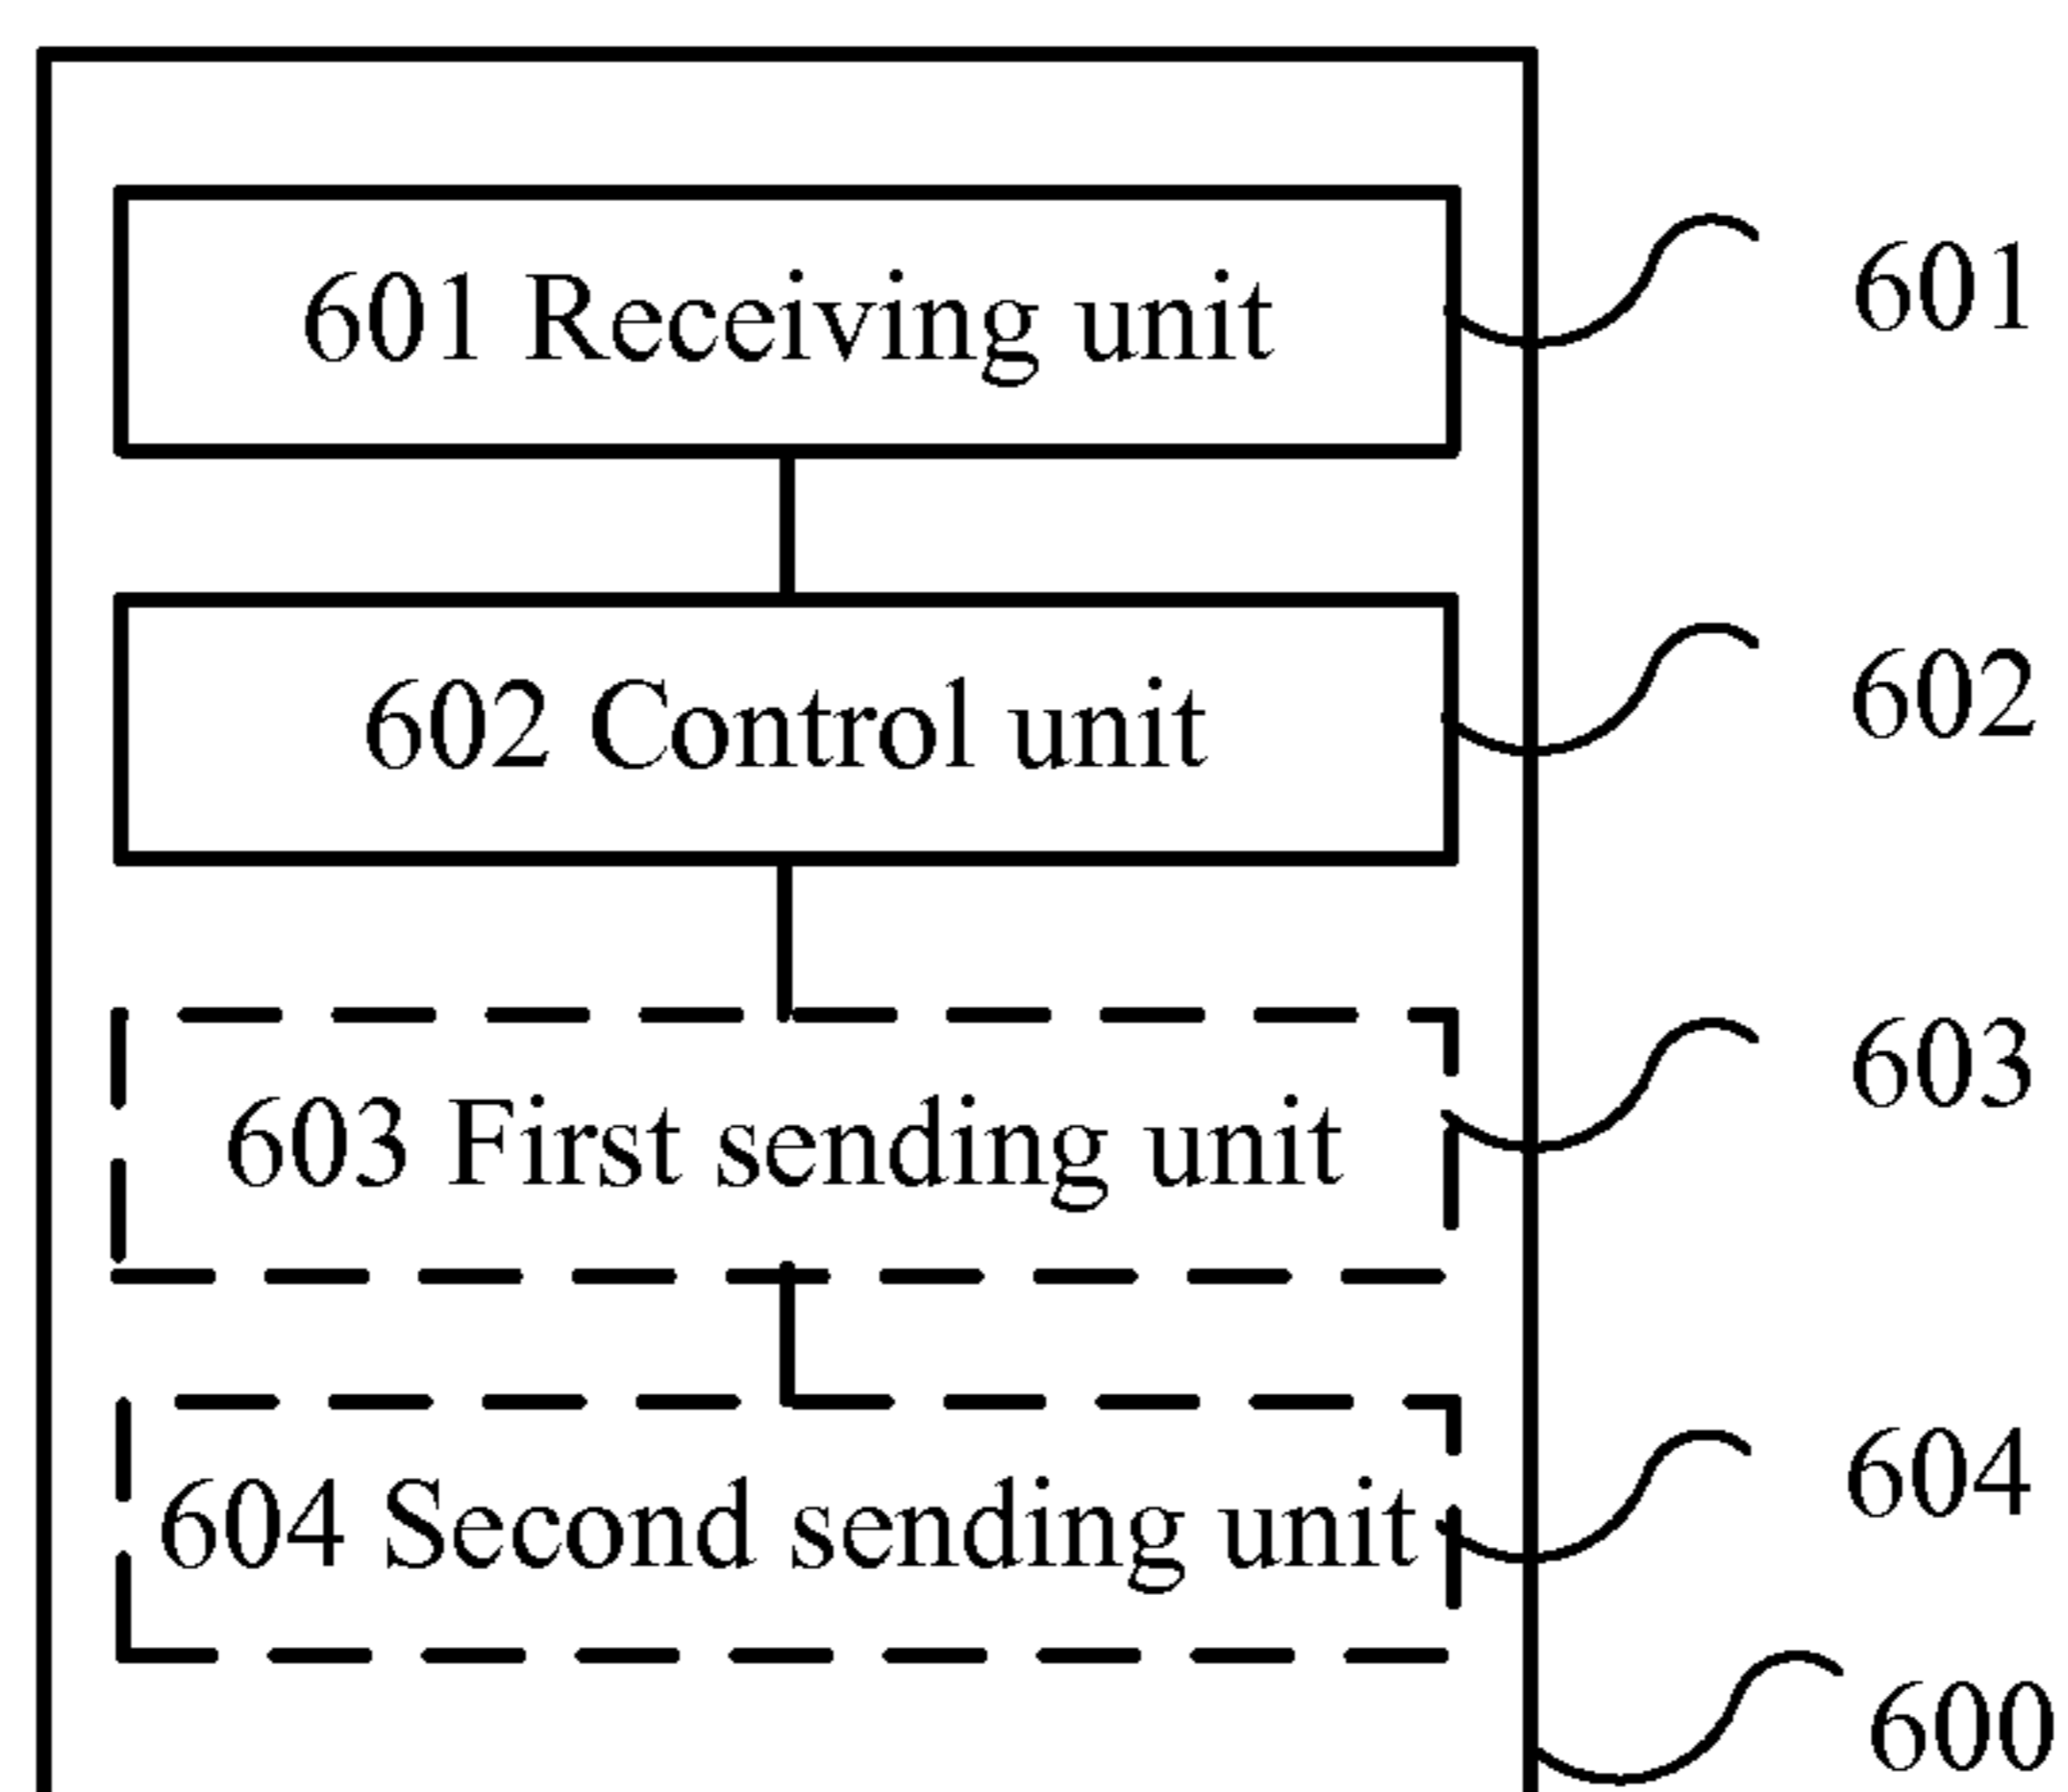 601 Receiving unit
601
602 Control unit
602
603 First sending unit
603
604 Second sending unit
604
600